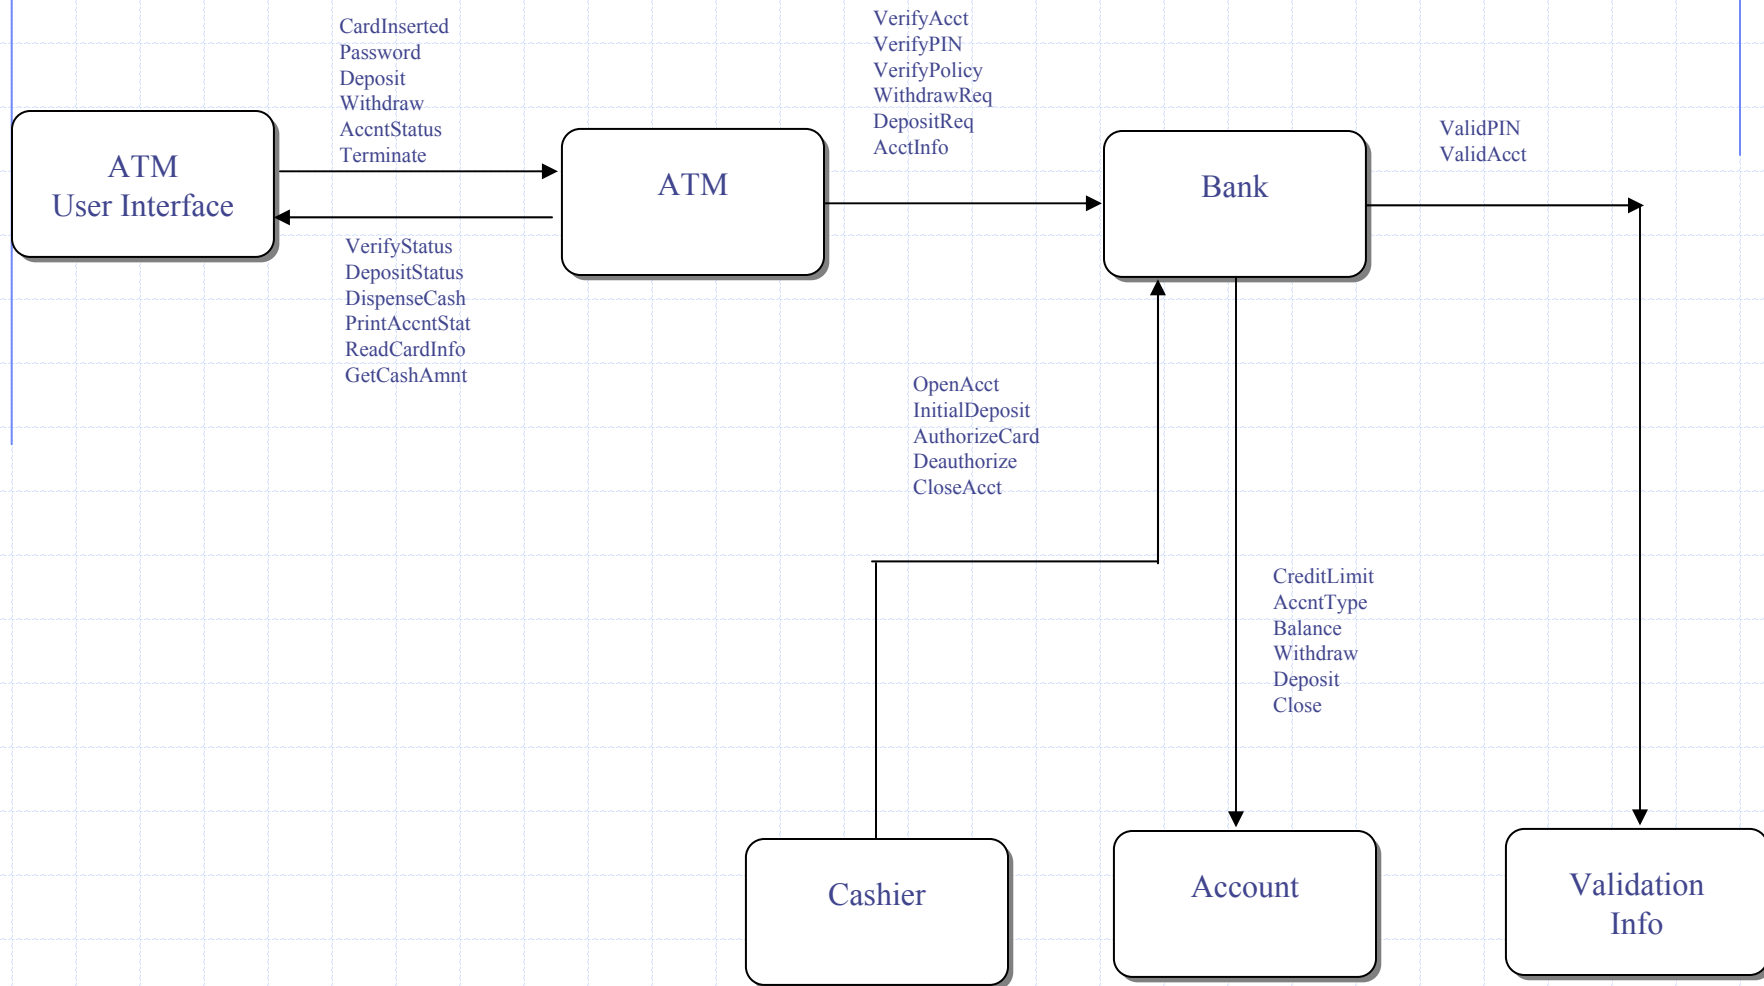 CardInserted
Password
Deposit
Withdraw
AccntStatus
Terminate
VerifyAcct
VerifyPIN
VerifyPolicy
WithdrawReq
DepositReq
AcctInfo
ValidPIN
ValidAcct
ATM
User Interface
ATM
Bank
VerifyStatus
DepositStatus
DispenseCash
PrintAccntStat
ReadCardInfo
GetCashAmnt
OpenAcct
InitialDeposit
AuthorizeCard
Deauthorize
CloseAcct
CreditLimit
AccntType
Balance
Withdraw
Deposit
Close
Cashier
Account
Validation
Info